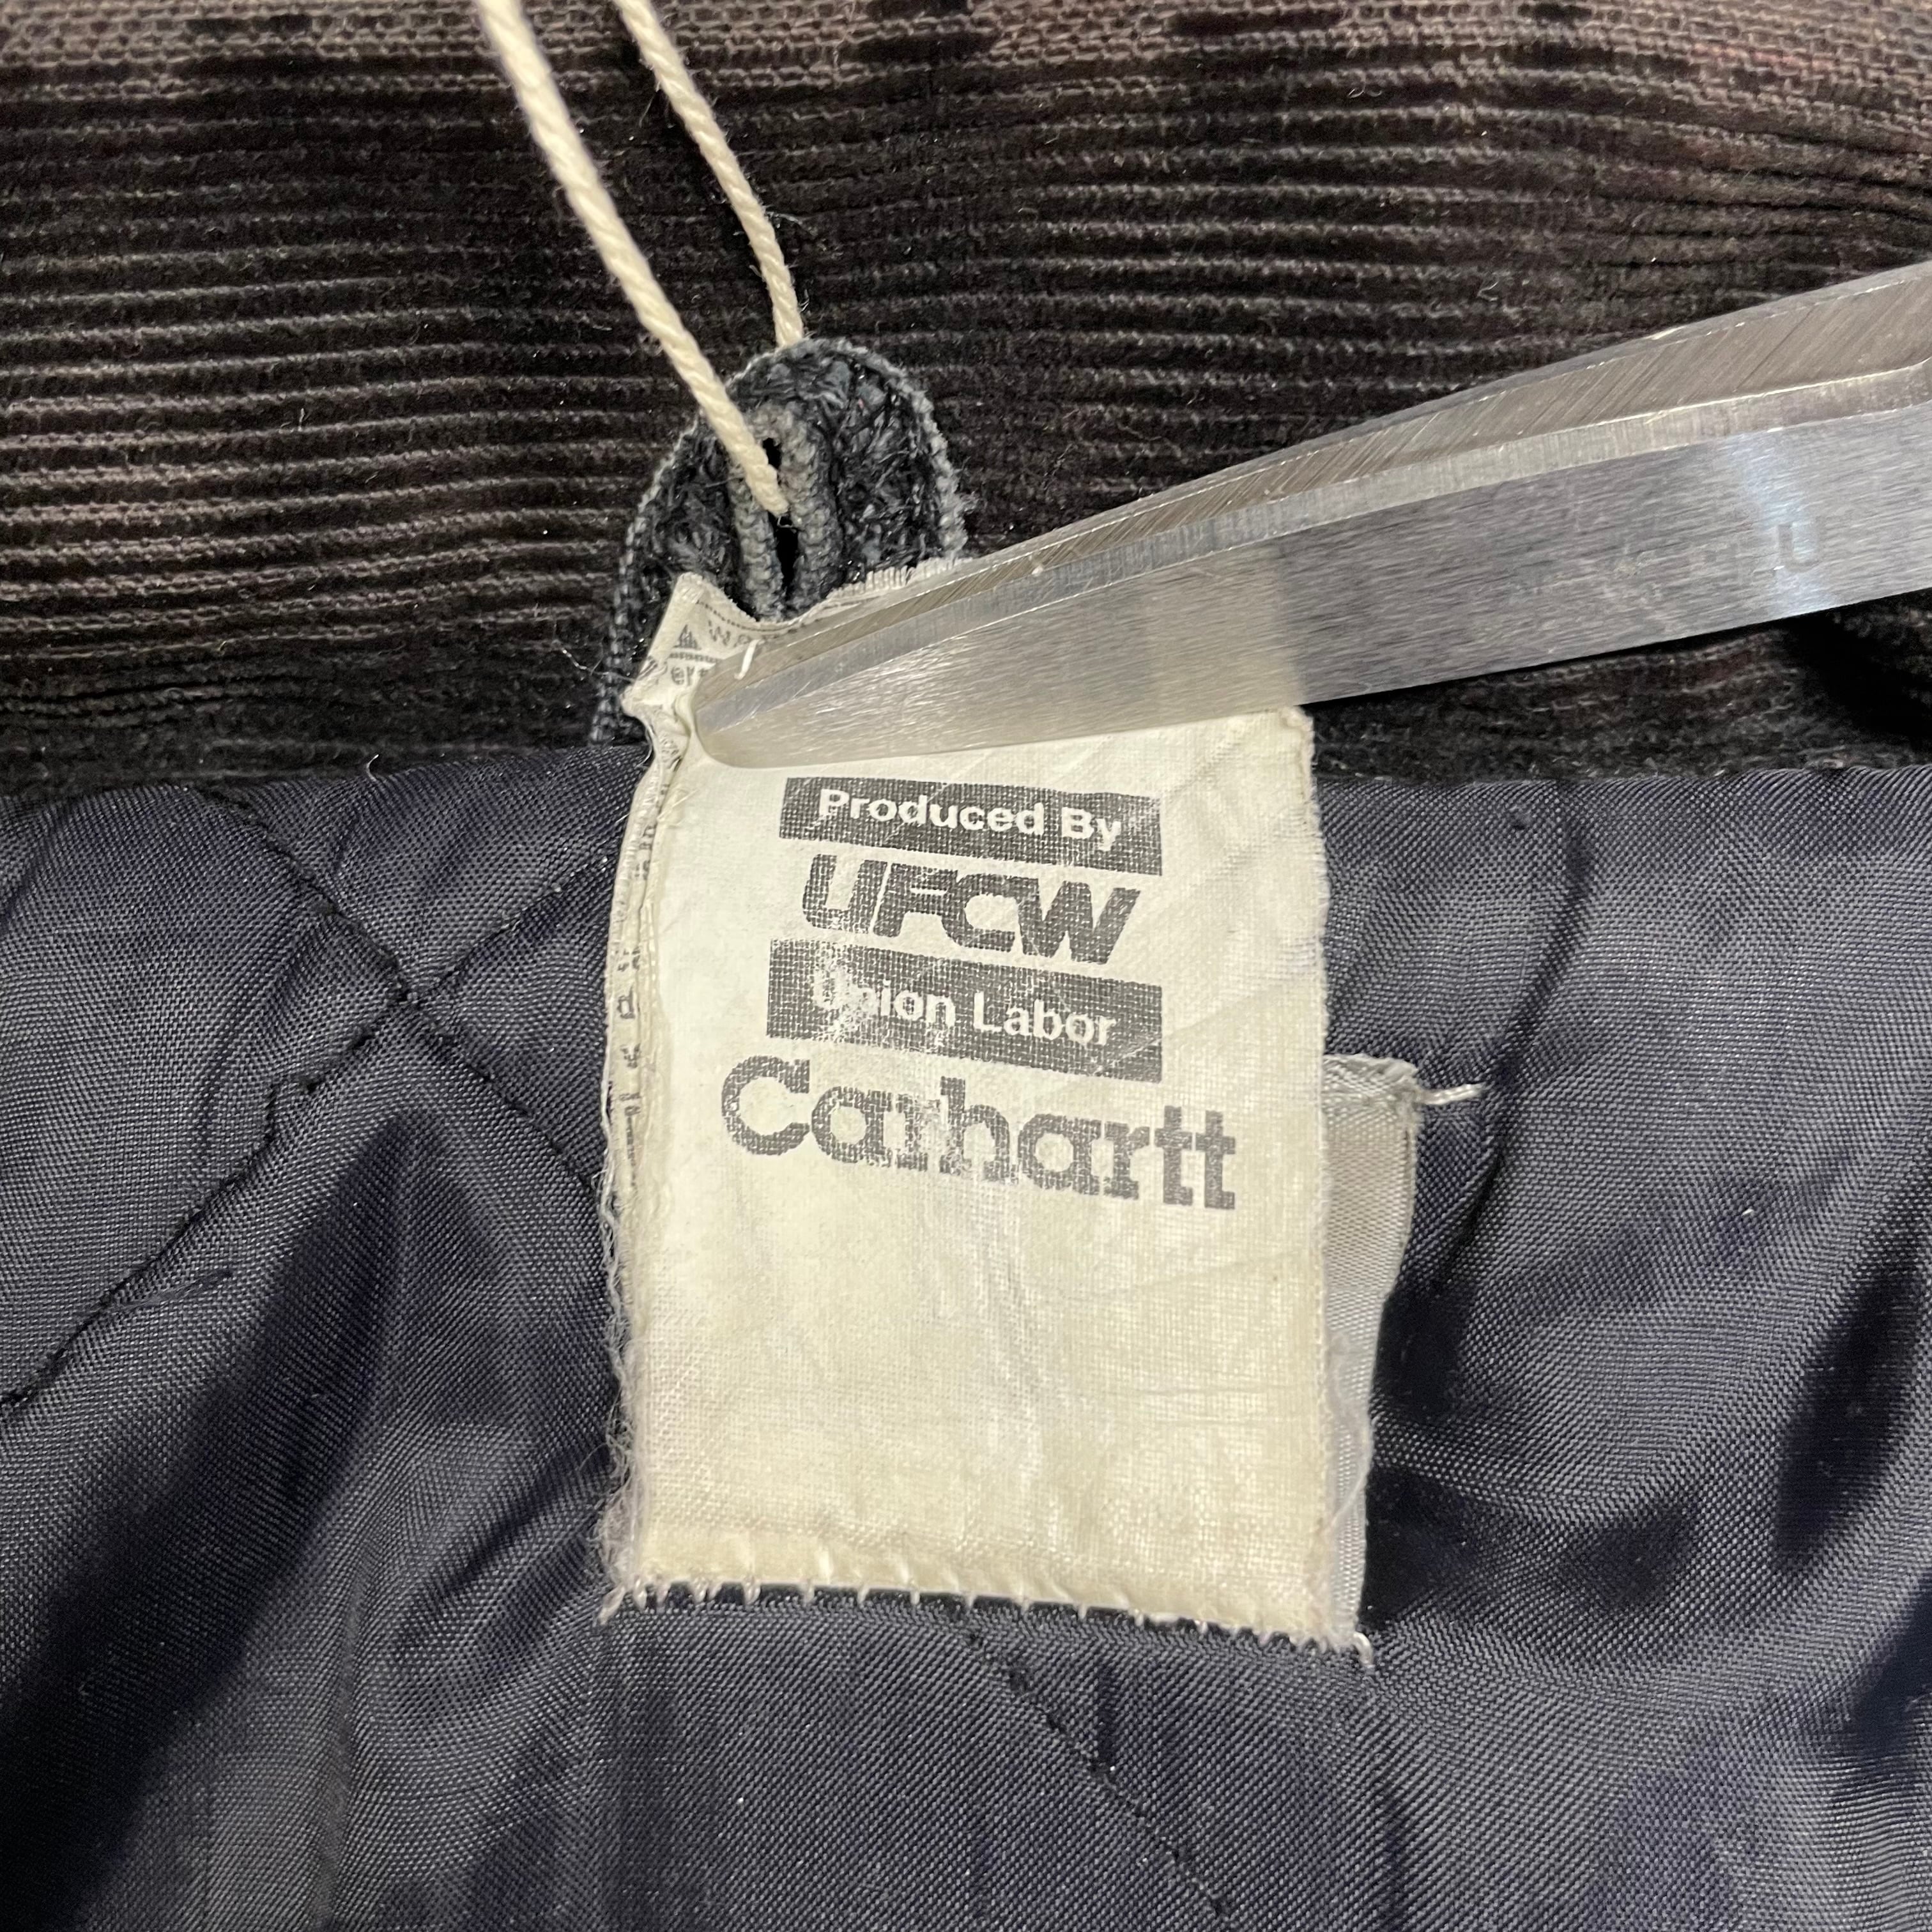 Produced By
UFCW
Union Labor
Carhartt